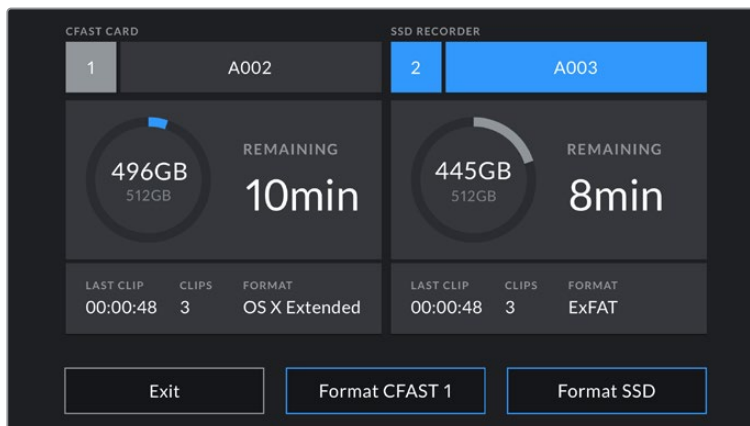 CFAST CARD
1 A002
496GB
512GB
REMAINING
10min
LAST CLIP CLIPS FORMAT
00:00:48 3 OS X Extended
SSD RECORDER
2 A003
445GB
512GB
REMAINING
8min
LAST CLIP CLIPS FORMAT
00:00:48 3 ExFAT
Exit Format CFAST 1 Format SSD